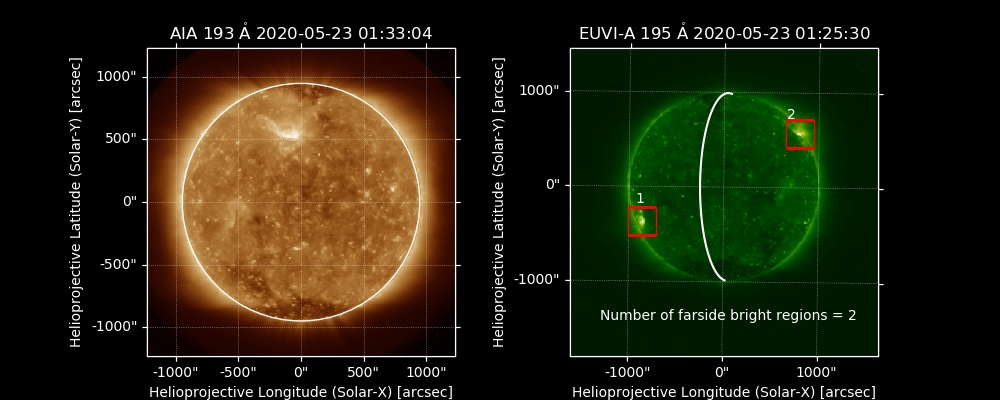 AIA 193 Å 2020-05-23 01:33:04
1000"
500"
0"
-500"
-1000"
-1000"
-500"
0"
500"
1000"
Helioprojective Latitude (Solar-Y) [arcsec]
Helioprojective Longitude (Solar-X) [arcsec]
EUVI-A 195 Å 2020-05-23 01:25:30
1000"
0"
-1000"
-1000"
0"
1000"
Helioprojective Latitude (Solar-Y) [arcsec]
Helioprojective Longitude (Solar-X) [arcsec]
2
1
Number of farside bright regions = 2